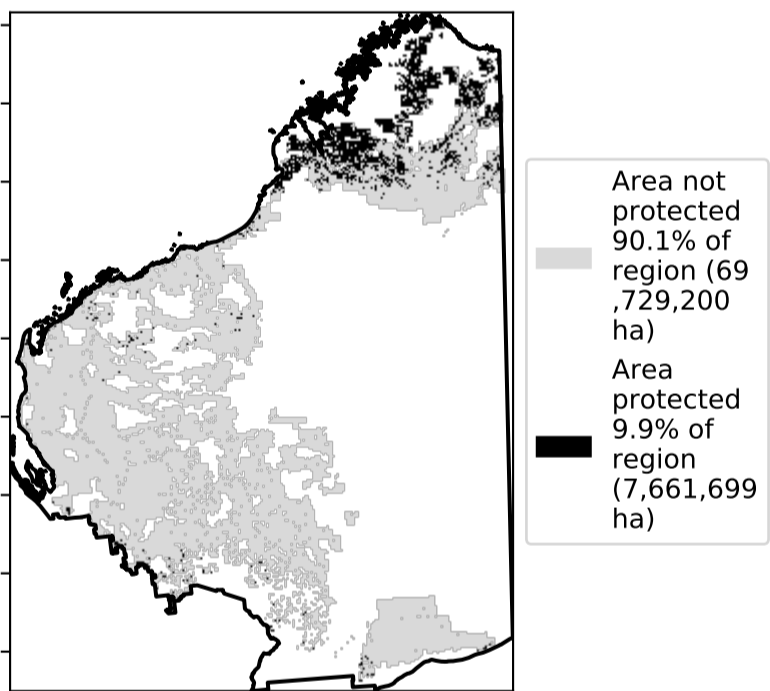 Area not
protected
90.1% of
region (69
,729,200
ha)
Area
protected
9.9% of
region
(7,661,699
ha)